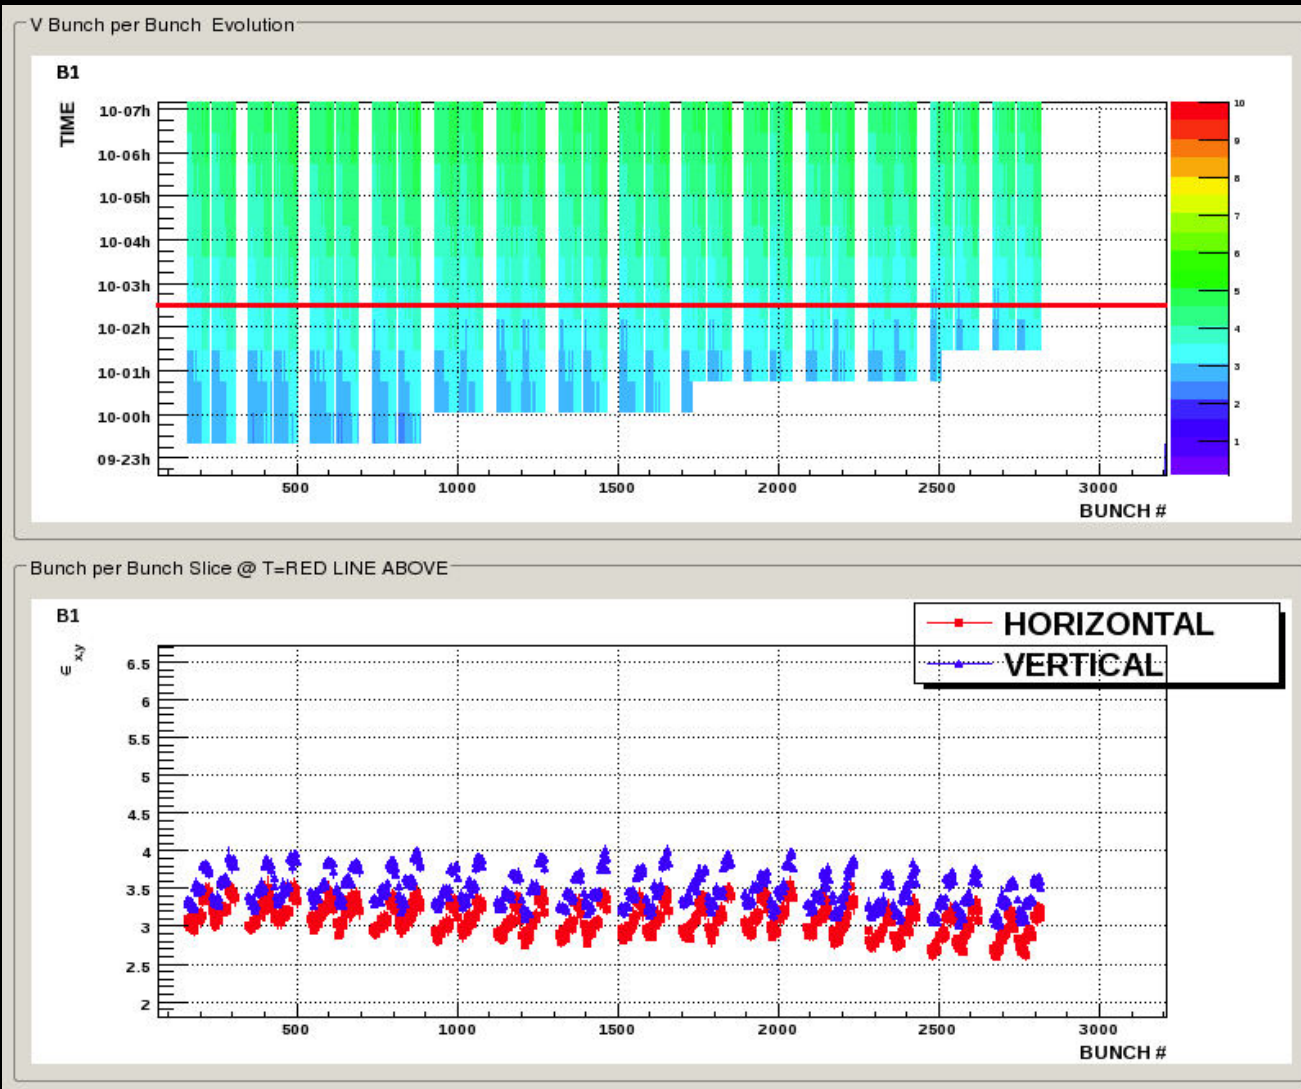 V Bunch per Bunch  Evolution
B1
TIME
10-07h
10-06h
10-05h
10-04h
10-03h
10-02h
10-01h
10-00h
09-23h
500 1000 1500 2000 2500 3000
BUNCH #
10
9
8
7
6
5
4
3
2
1
Bunch per Bunch Slice @ T=RED LINE ABOVE
B1
HORIZONTAL
VERTICAL
ϵ x,y
6.5
6
5.5
5
4.5
4
3.5
3
2.5
2
500 1000 1500 2000 2500 3000
BUNCH #